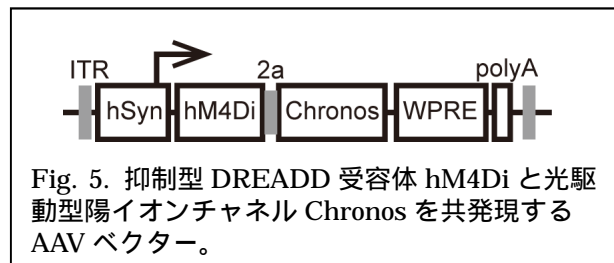 ITR 2a polyA
hSyn hM4Di Chronos WPRE
Fig. 5. 抑制型 DREADD 受容体 hM4Di と光駆
動型陽イオンチャネル Chronos を共発現する
AAV ベクター。